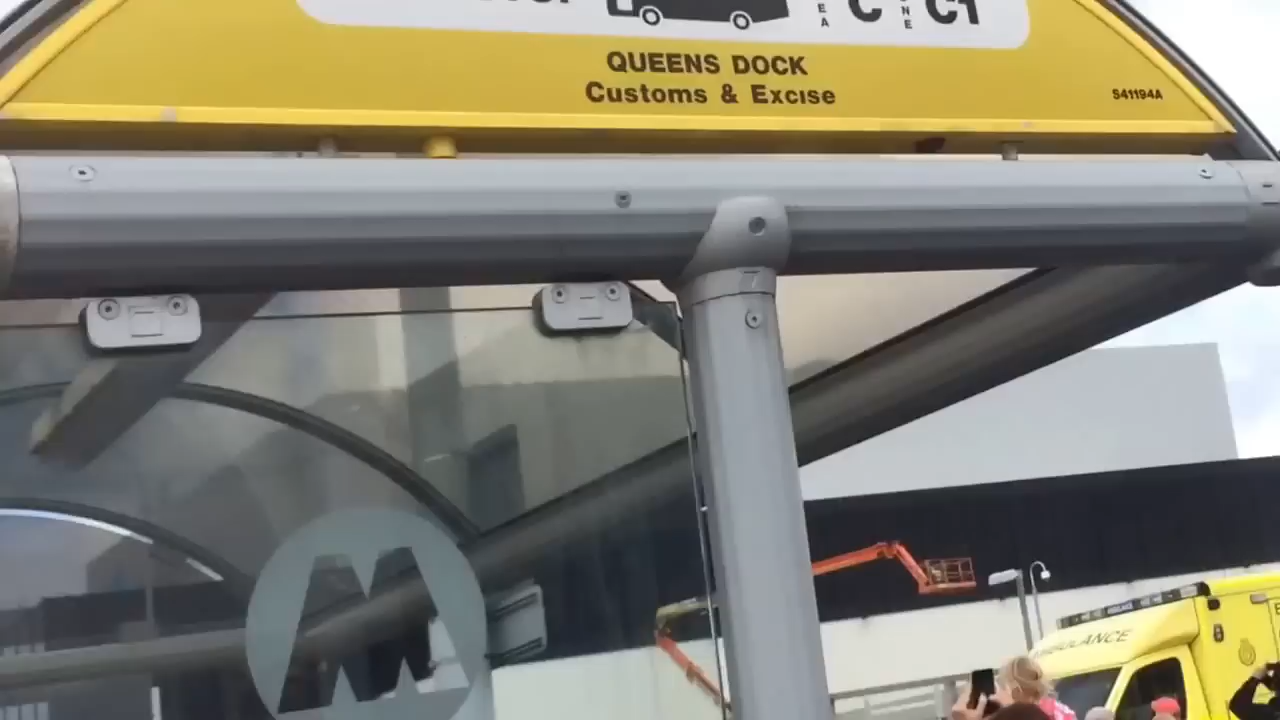 C C1
QUEENS DOCK
Customs & Excise
S41194A
M
AMBULANCE